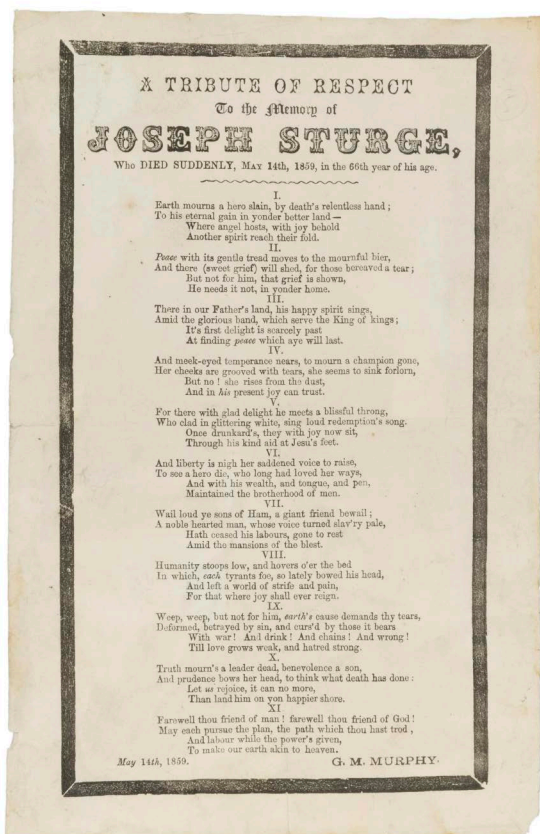 A TRIBUTE OF RESPECT
To the Memory of
JOSEPH STURGE,
Who DIED SUDDENLY, MAY 14th, 1859, in the 66th year of his age.
I.
Earth mourns a hero slain, by death's relentless hand;
To his eternal gain in yonder better land—
Where angel hosts, with joy behold
Another spirit reach their fold.
II.
Peace with its gentle tread moves to the mournful bier,
And there (sweet grief) will shed, for those bereaved a tear;
But not for him, that grief is shown,
He needs it not, in yonder home.
III.
There in our Father's land, his happy spirit sings,
Amid the glorious band, which serve the King of kings;
It's first delight is scarcely past
At finding peace which aye will last.
IV.
And meek-eyed temperance nears, to mourn a champion gone,
Her cheeks are grooved with tears, she seems to sink forlorn,
But no! she rises from the dust,
And in his present joy can trust.
V.
For there with glad delight he meets a blissful throng,
Who clad in glittering white, sing loud redemption's song.
Once drunkard's, they with joy now sit,
Through his kind aid at Jesu's feet.
VI.
And liberty is nigh her saddened voice to raise,
To see a hero die, who long had loved her ways,
And with his wealth, and tongue, and pen,
Maintained the brotherhood of men.
VII.
Wail loud ye sons of Ham, a giant friend bewail;
A noble hearted man, whose voice turned slav'ry pale,
Hath ceased his labours, gone to rest
Amid the mansions of the blest.
VIII.
Humanity stoops low, and hovers o'er the bed
In which, each tyrants foe, so lately bowed his head,
And left a world of strife and pain,
For that where joy shall ever reign.
IX.
Weep, weep, but not for him, earth's cause demands thy tears,
Deformed, betrayed by sin, and curs'd by those it bears
With war! And drink! And chains! And wrong!
Till love grows weak, and hatred strong.
X.
Truth mourn's a leader dead, benevolence a son,
And prudence bows her head, to think what death has done:
Let us rejoice, it can no more,
Than land him on yon happier shore.
XI
Farewell thou friend of man! farewell thou friend of God!
May each pursue the plan, the path which thou hast trod,
And labour while the power's given,
To make our earth akin to heaven.
May 14th, 1859. G. M. MURPHY.